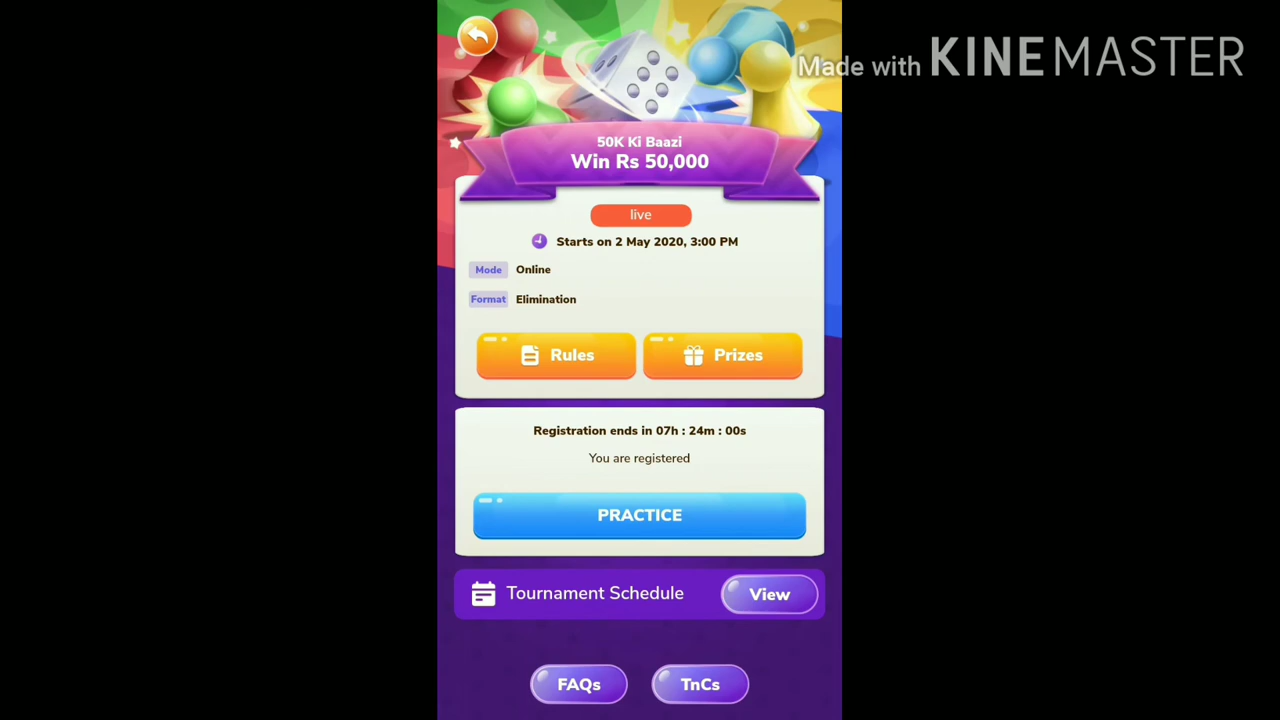 Made with KINEMASTER
50K Ki Baazi
Win Rs 50,000
live
Starts on 2 May 2020, 3:00 PM
Mode Online
Format Elimination
Rules Prizes
Registration ends in 07h : 24m : 00s
You are registered
PRACTICE
Tournament Schedule View
FAQs TnCs